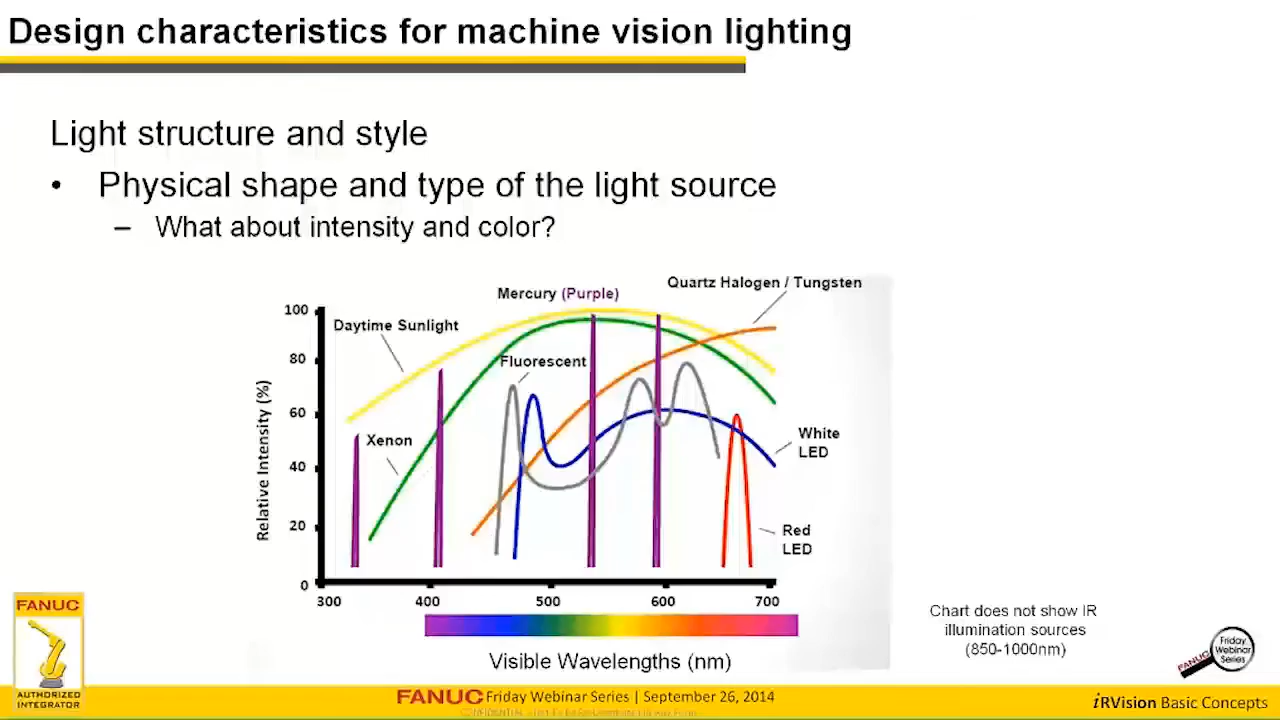 Design characteristics for machine vision lighting
Light structure and style
• Physical shape and type of the light source
– What about intensity and color?
Quartz Halogen / Tungsten
Mercury (Purple)
Daytime Sunlight
Fluorescent
Xenon
White
LED
Red
LED
Relative Intensity (%)
100
80
60
40
20
0
300 400 500 600 700
Visible Wavelengths (nm)
Chart does not show IR
illumination sources
(850-1000nm)
FANUC
AUTHORIZED
INTEGRATOR
FANUC
Friday
Webinar
Series
FANUC Friday Webinar Series | September 26, 2014
iRVision Basic Concepts